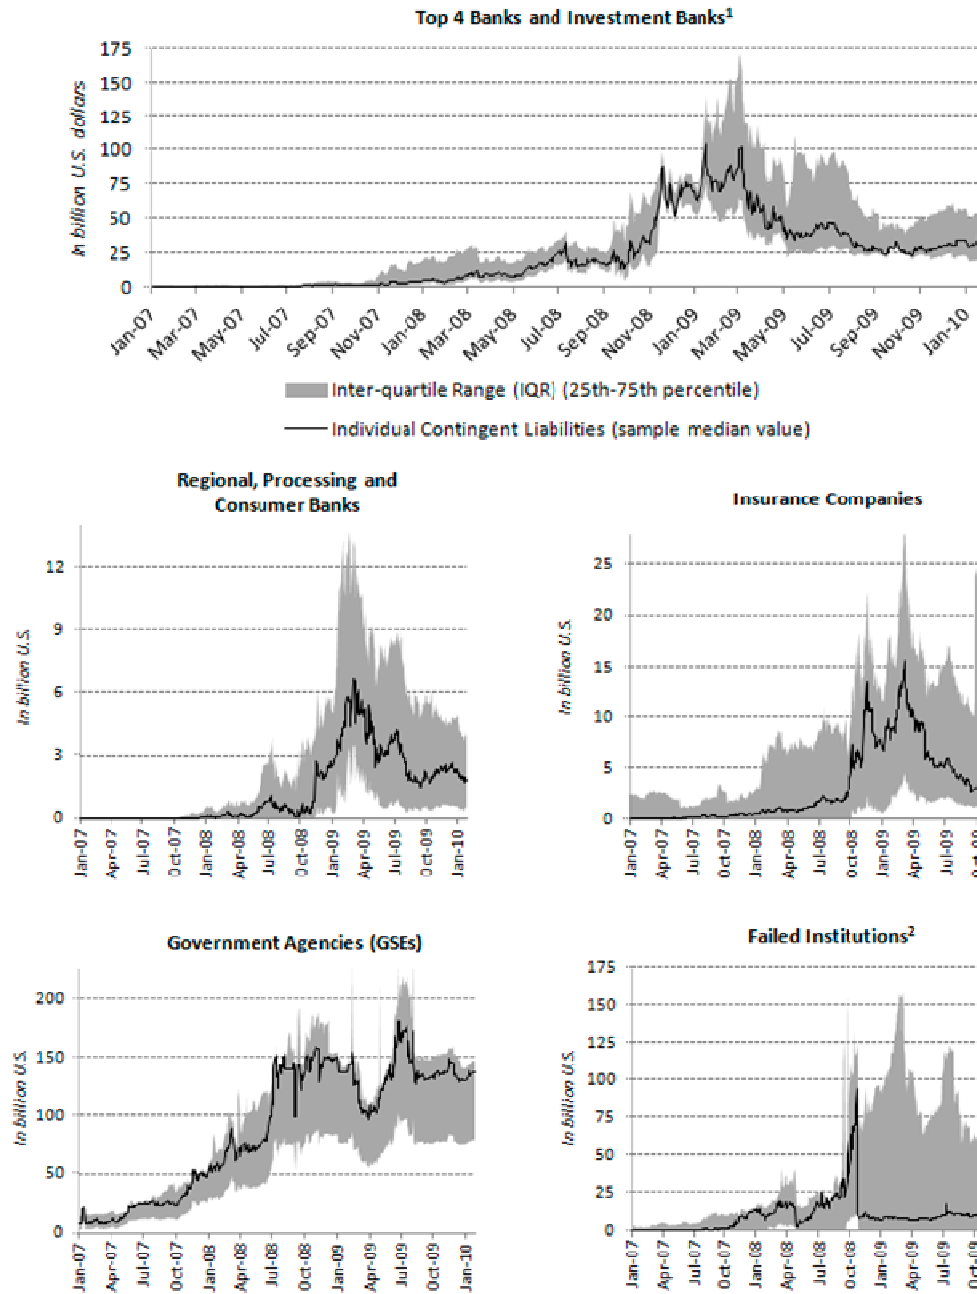 Top 4 Banks and Investment Banks¹
In billion U.S. dollars
175
150
125
100
75
50
25
0
Jan-07
Mar-07
May-07
Jul-07
Sep-07
Nov-07
Jan-08
Mar-08
May-08
Jul-08
Sep-08
Nov-08
Jan-09
Mar-09
May-09
Jul-09
Sep-09
Nov-09
Jan-10
Inter-quartile Range (IQR) (25th-75th percentile)
Individual Contingent Liabilities (sample median value)
Regional, Processing and
Consumer Banks
In billion U.S.
12
9
6
3
0
Jan-07
Apr-07
Jul-07
Oct-07
Jan-08
Apr-08
Jul-08
Oct-08
Jan-09
Apr-09
Jul-09
Oct-09
Jan-10
Insurance Companies
In billion U.S.
25
20
15
10
5
0
Jan-07
Apr-07
Jul-07
Oct-07
Jan-08
Apr-08
Jul-08
Oct-08
Jan-09
Apr-09
Jul-09
Government Agencies (GSEs)
In billion U.S.
200
150
100
50
0
Jan-07
Apr-07
Jul-07
Oct-07
Jan-08
Apr-08
Jul-08
Oct-08
Jan-09
Apr-09
Jul-09
Oct-09
Jan-10
Failed Institutions²
In billion U.S.
175
150
125
100
75
50
25
0
Jan-07
Apr-07
Jul-07
Oct-07
Jan-08
Apr-08
Jul-08
Oct-08
Jan-09
Apr-09
Jul-09
Oct-09